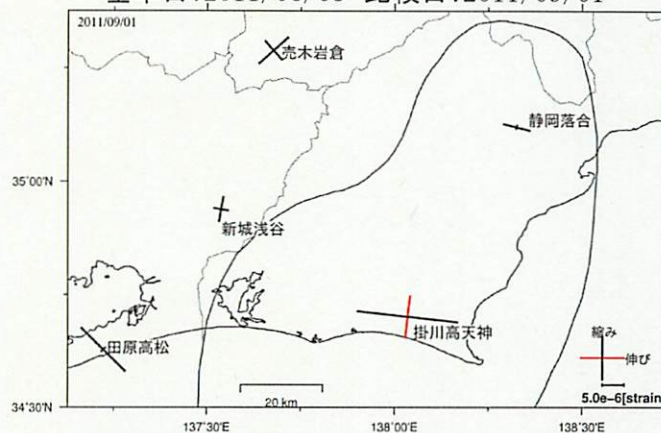 2011/09/01
売木岩倉
静岡落合
35°00'N
新城浅谷
田原高松
掛川高天神
縮み
伸び
5.0e-6[strain
20 km
34°30'N
137°30'E
138°00'E
138°30'E